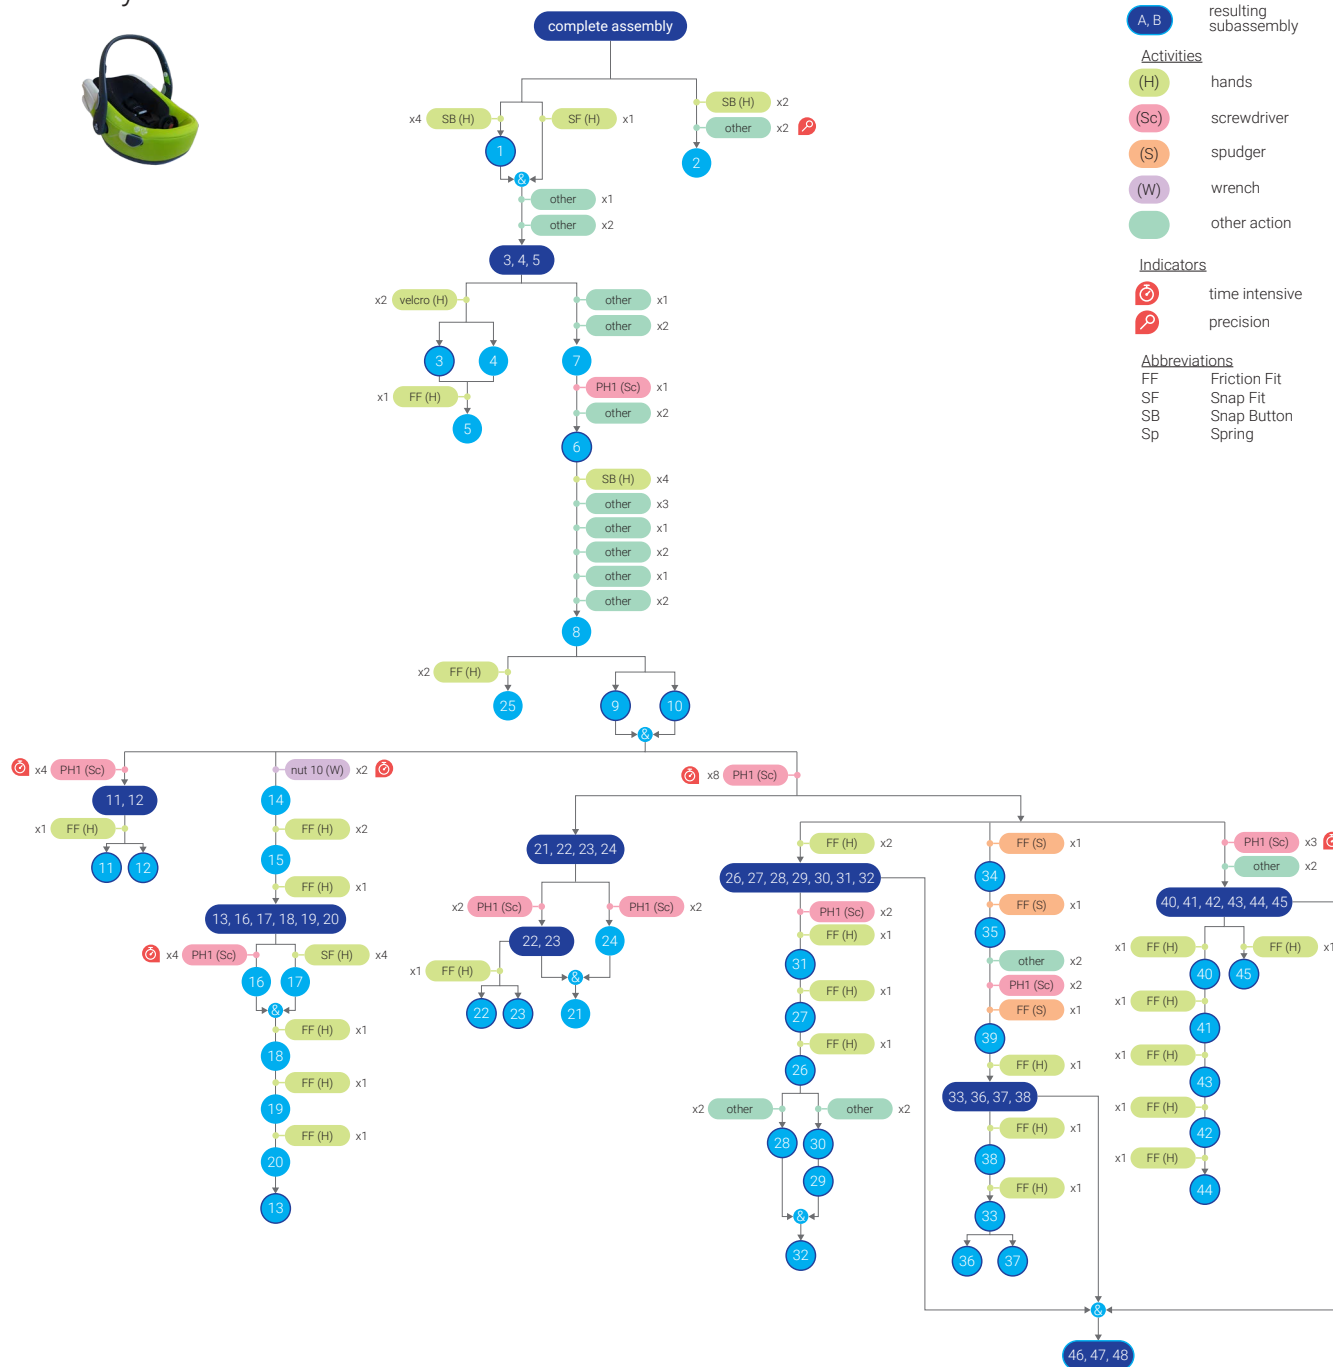 complete assembly
A, B
resulting
subassembly
Activities
(H) hands
(Sc) screwdriver
(S) spudger
(W) wrench
other action
Indicators
time intensive
precision
Abbreviations
FF Friction Fit
SF Snap Fit
SB Snap Button
Sp Spring
SB (H) x2
x4 SB (H) SF (H) x1
other x2
1
2
&
other x1
other x2
3, 4, 5
x2 velcro (H) other x1
other x2
3 4 7
PH1 (Sc) x1
x1 FF (H)
other x2
5
6
SB (H) x4
other x3
other x1
other x2
other x1
other x2
8
x2 FF (H)
25 9 10
&
x4 PH1 (Sc) nut 10 (W) x2 x8 PH1 (Sc)
11, 12 14
x1 FF (H) FF (H) x2
11 12 15
FF (H) x1
13, 16, 17, 18, 19, 20
x4 PH1 (Sc) SF (H) x4
16 17
&
FF (H) x1
18
FF (H) x1
19
FF (H) x1
20
13
21, 22, 23, 24
x2 PH1 (Sc) PH1 (Sc) x2
22, 23 24
x1 FF (H)
&
22 23 21
FF (H) x2
26, 27, 28, 29, 30, 31, 32
PH1 (Sc) x2
FF (H) x1
31
FF (H) x1
27
FF (H) x1
26
x2 other other x2
28 30
29
&
32
FF (S) x1
34
FF (S) x1
35
other x2
PH1 (Sc) x2
FF (S) x1
39
FF (H) x1
33, 36, 37, 38
FF (H) x1
38
FF (H) x1
33
36 37
PH1 (Sc) x3
other x2
40, 41, 42, 43, 44, 45
x1 FF (H) FF (H) x1
40 45
x1 FF (H)
41
x1 FF (H)
43
x1 FF (H)
42
x1 FF (H)
44
&
46, 47, 48